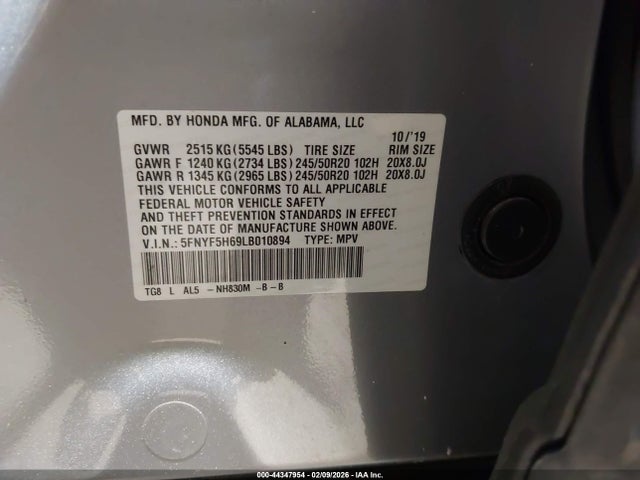 MFD. BY HONDA MFG. OF ALABAMA, LLC
10/'19
GVWR 2515 KG (5545 LBS) TIRE SIZE RIM SIZE
GAWR F 1240 KG (2734 LBS) 245/50R20 102H 20X8.0J
GAWR R 1345 KG (2965 LBS) 245/50R20 102H 20X8.0J
THIS VEHICLE CONFORMS TO ALL APPLICABLE
FEDERAL MOTOR VEHICLE SAFETY
AND THEFT PREVENTION STANDARDS IN EFFECT
ON THE DATE OF MANUFACTURE SHOWN ABOVE.
V.I.N.: 5FNYF5H69LB010894 TYPE: MPV
TG8 L AL5 - NH830M -B - B
000-44347954 - 02/09/2026 - IAA Inc.